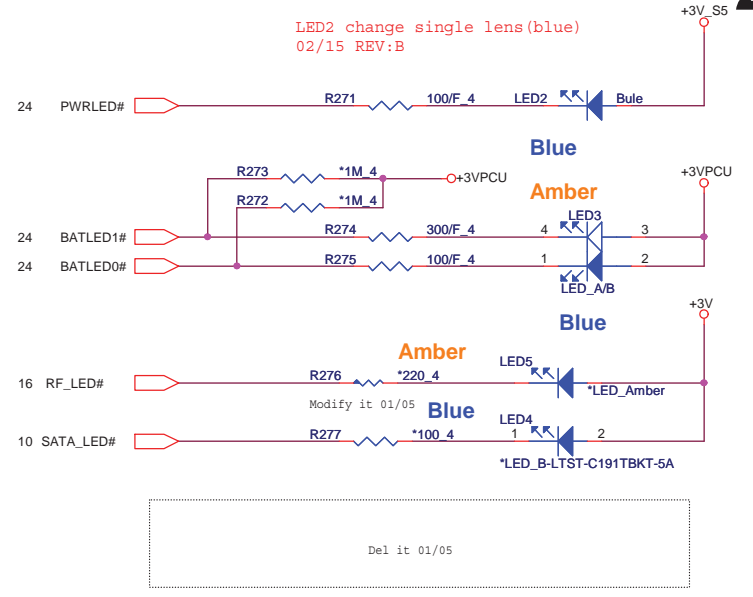 +3V_S5
LED2 change single lens(blue)
02/15 REV:B
24 PWRLED# R271 100/F_4 LED2 Bule
Blue
R273 *1M_4
+3VPCU
+3VPCU
R272 *1M_4
Amber
LED3
24 BATLED1# R274 300/F_4 4 3
24 BATLED0# R275 100/F_4 1 2
LED_A/B
+3V
Blue
Amber
LED5
16 RF_LED# R276 *220_4
*LED_Amber
Modify it 01/05
Blue
LED4
10 SATA_LED# R277 *100_4 1 2
*LED_B-LTST-C191TBKT-5A
Del it 01/05